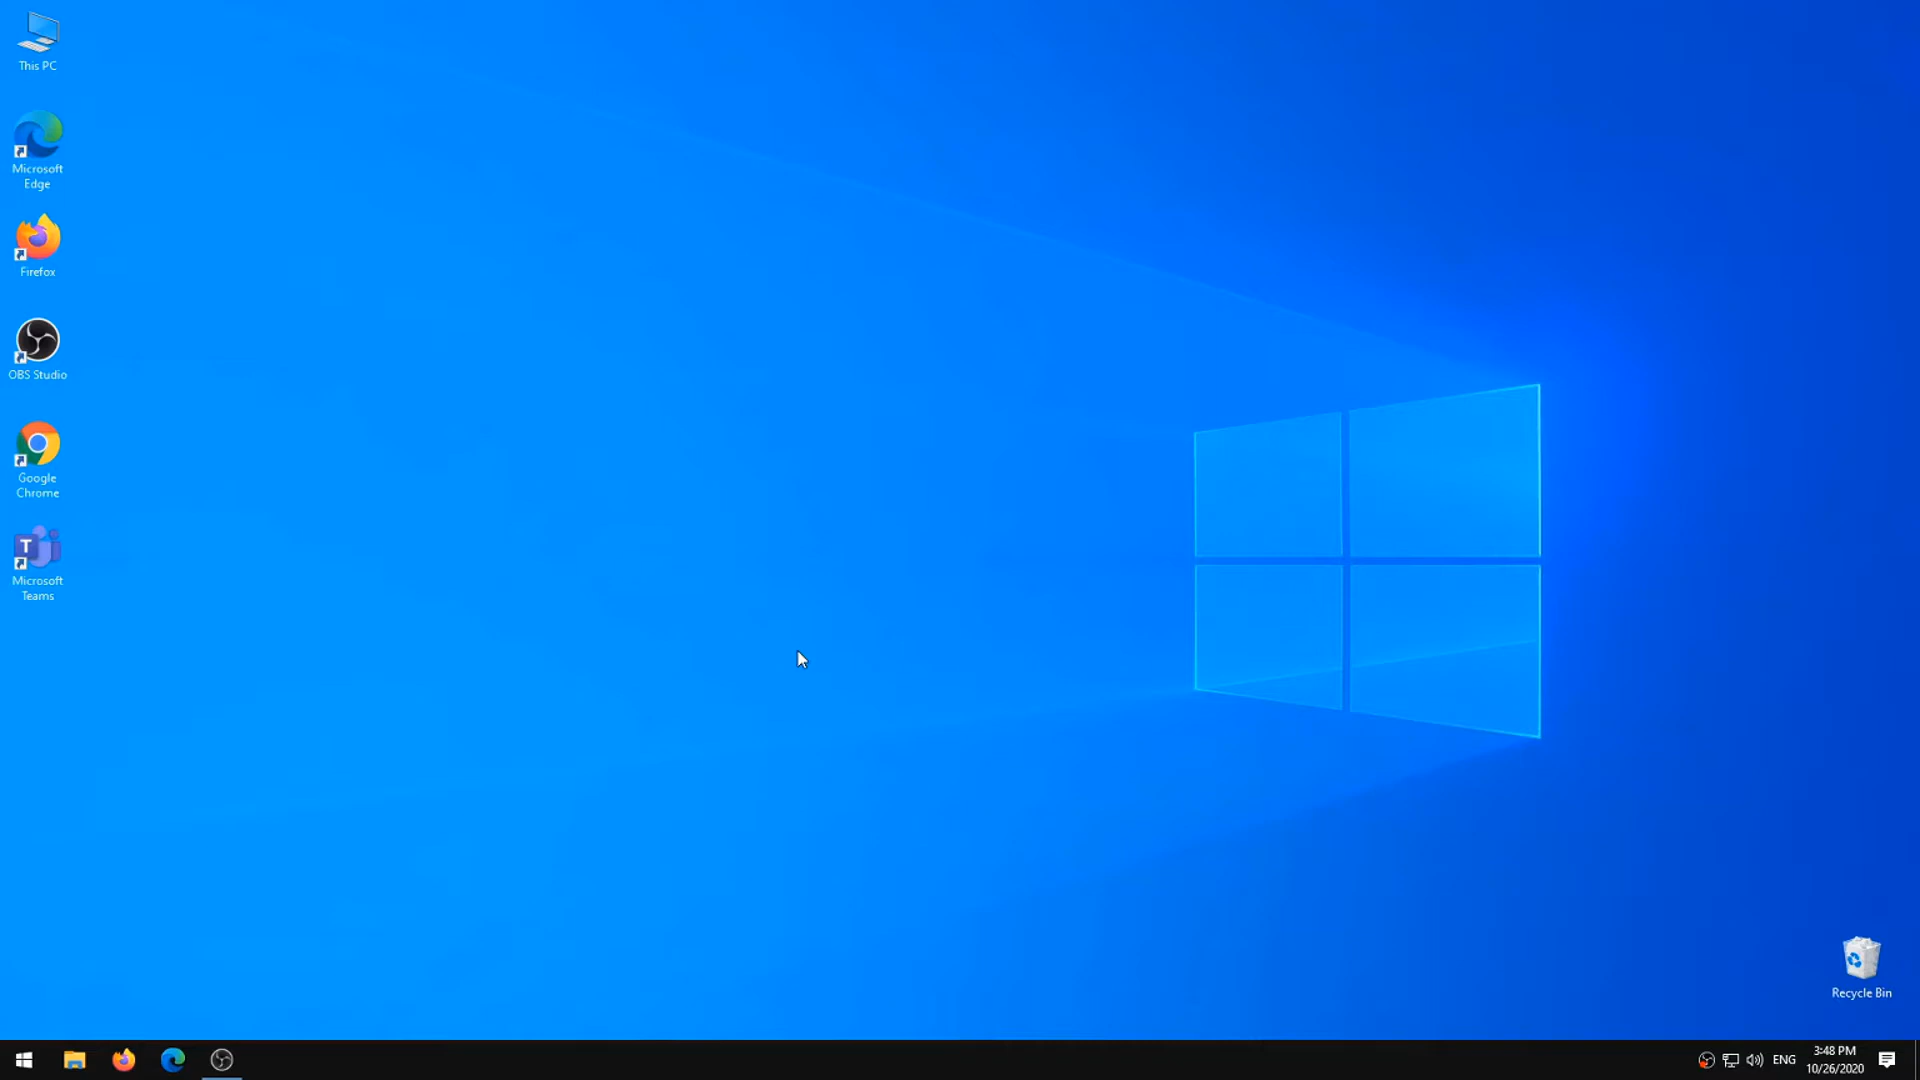 This PC
Microsoft
Edge
Firefox
OBS Studio
Google
Chrome
T
Microsoft
Teams
Recycle Bin
ENG
3:48 PM
10/26/2020